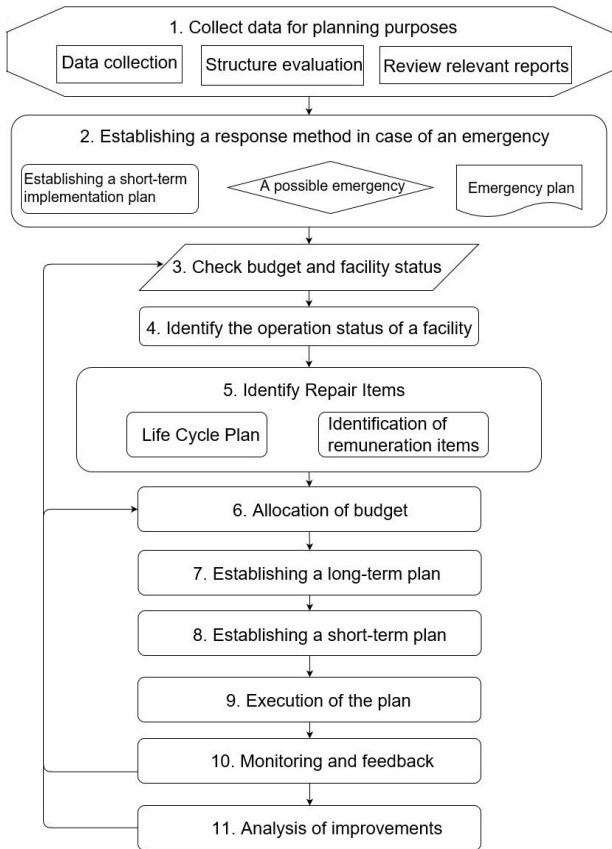 1. Collect data for planning purposes
Data collection
Structure evaluation
Review relevant reports
2. Establishing a response method in case of an emergency
Establishing a short-term
implementation plan
A possible emergency
Emergency plan
3. Check budget and facility status
4. Identify the operation status of a facility
5. Identify Repair Items
Life Cycle Plan
Identification of
remuneration items
6. Allocation of budget
7. Establishing a long-term plan
8. Establishing a short-term plan
9. Execution of the plan
10. Monitoring and feedback
11. Analysis of improvements